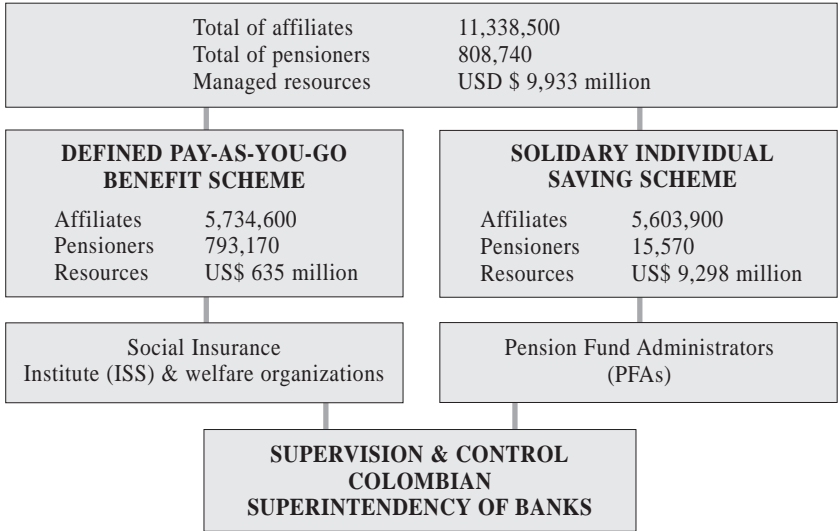 Total of affiliates 11,338,500
Total of pensioners 808,740
Managed resources USD $ 9,933 million
DEFINED PAY-AS-YOU-GO
BENEFIT SCHEME
Affiliates 5,734,600
Pensioners 793,170
Resources US$ 635 million
SOLIDARY INDIVIDUAL
SAVING SCHEME
Affiliates 5,603,900
Pensioners 15,570
Resources US$ 9,298 million
Social Insurance
Institute (ISS) & welfare organizations
Pension Fund Administrators
(PFAs)
SUPERVISION & CONTROL
COLOMBIAN
SUPERINTENDENCY OF BANKS